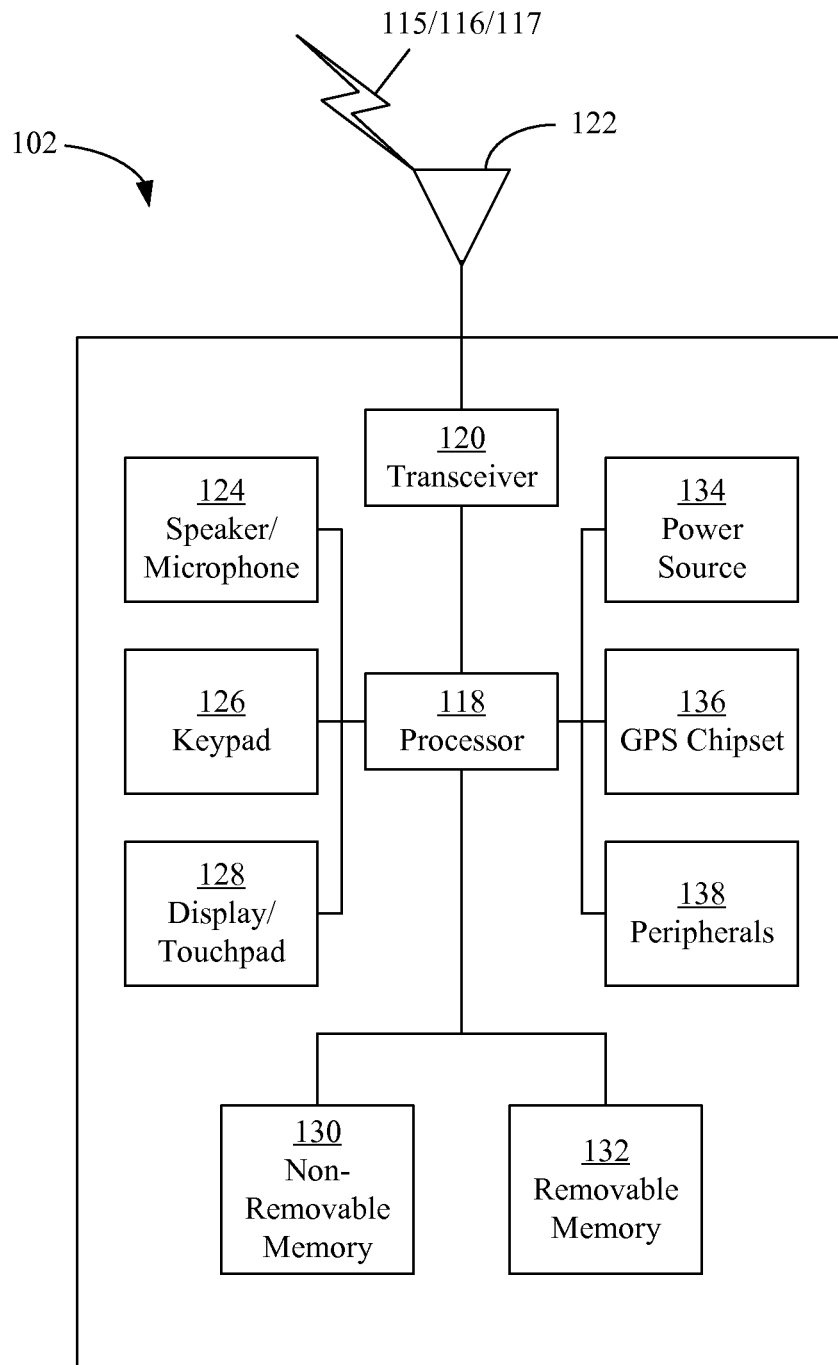 115/116/117
122
102
120
Transceiver
124
Speaker/
Microphone
134
Power
Source
126
Keypad
118
Processor
136
GPS Chipset
128
Display/
Touchpad
138
Peripherals
130
Non-
Removable
Memory
132
Removable
Memory